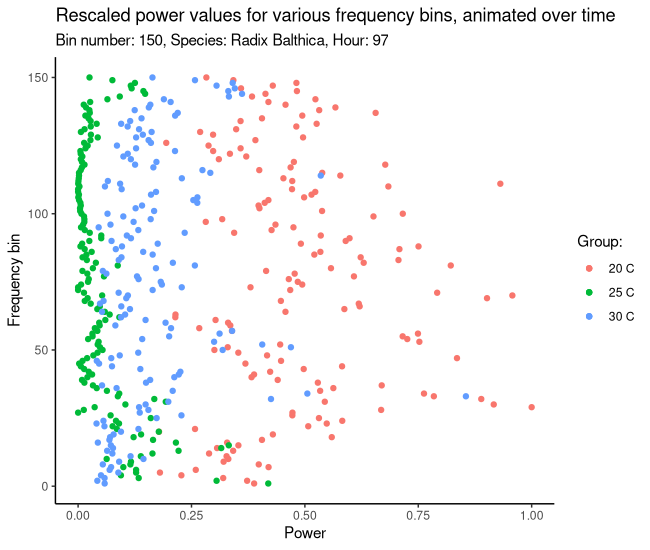 Rescaled power values for various frequency bins, animated over time
Bin number: 150, Species: Radix Balthica, Hour: 97
150
100
50
0
Frequency bin
0.00 0.25 0.50 0.75 1.00
Power
Group:
20 C
25 C
30 C